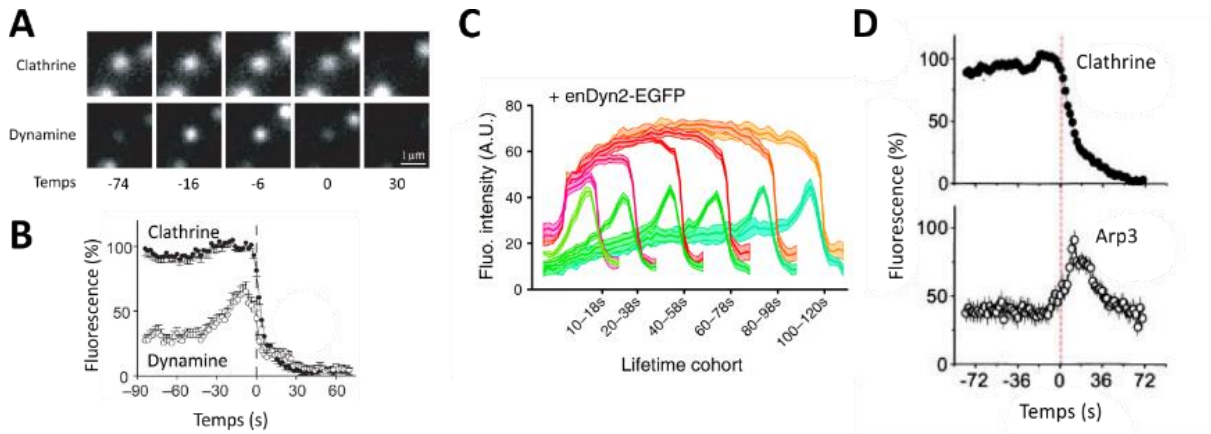 A
Clathrine
Dynamine
1 µm
Temps -74 -16 -6 0 30
B
Fluorescence (%)
100
50
0
Clathrine
Dynamine
−90 −60 −30 0 30 60
Temps (s)
C
+ enDyn2-EGFP
Fluo. intensity (A.U.)
80
60
40
20
0
10–18s 20–38s 40–58s 60–78s 80–98s 100–120s
Lifetime cohort
D
Fluorescence (%)
100
50
0
Clathrine
100
50
0
Arp3
-72 -36 0 36 72
Temps (s)